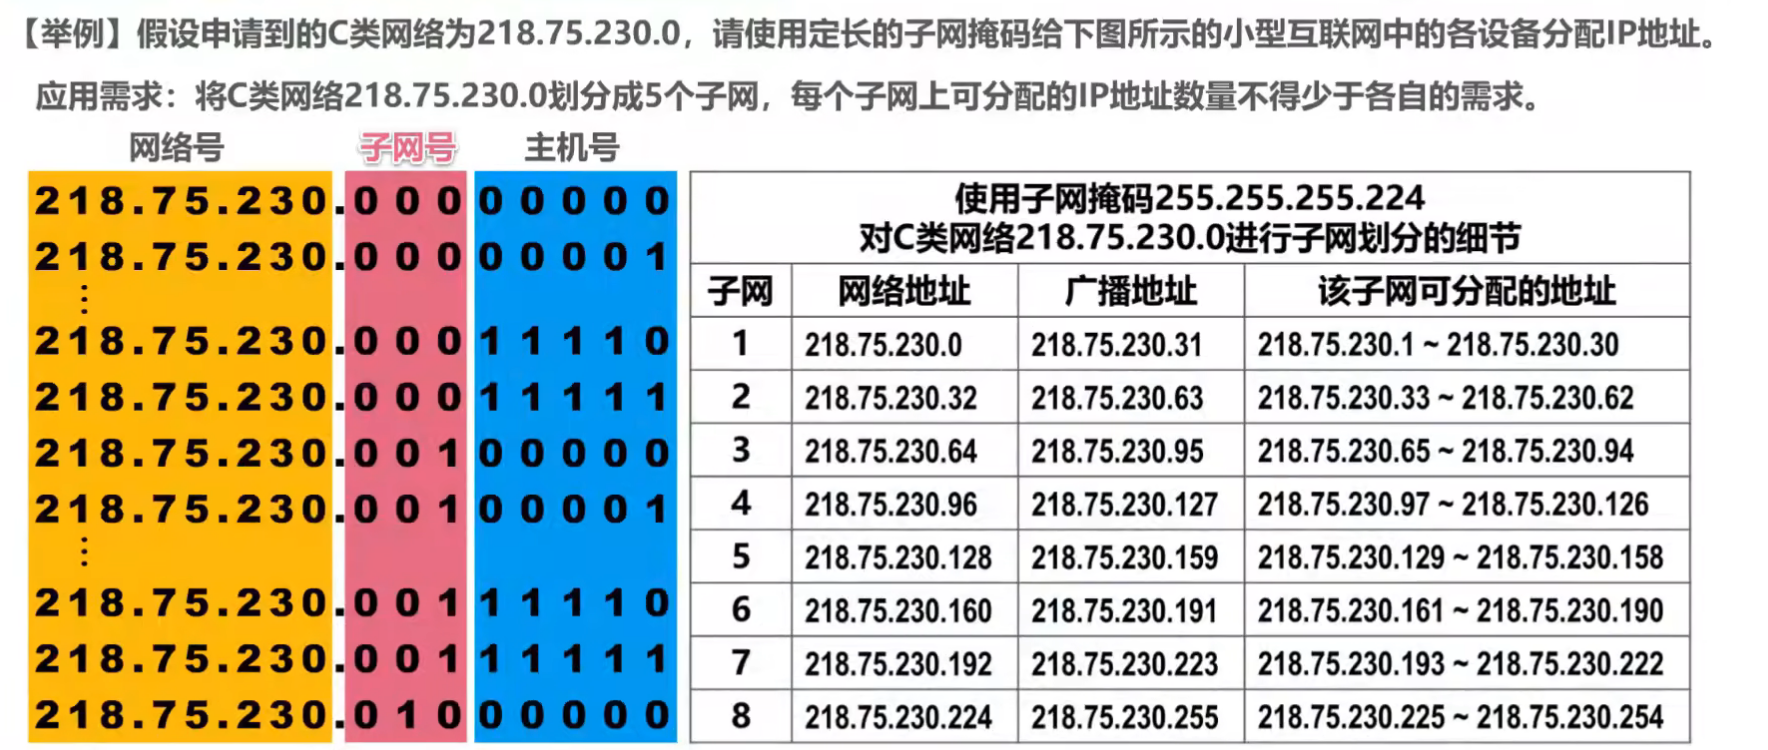 【举例】假设申请到的C类网络为218.75.230.0，请使用定长的子网掩码给下图所示的小型互联网中的各设备分配IP地址。
应用需求：将C类网络218.75.230.0划分成5个子网，每个子网上可分配的IP地址数量不得少于各自的需求。
网络号 子网号 主机号
218.75.230.000 00000
218.75.230.000 00001
⋮
218.75.230.000 11110
218.75.230.000 11111
218.75.230.001 00000
218.75.230.001 00001
⋮
218.75.230.001 11110
218.75.230.001 11111
218.75.230.010 00000
使用子网掩码255.255.255.224
对C类网络218.75.230.0进行子网划分的细节
子网 网络地址 广播地址 该子网可分配的地址
1 218.75.230.0 218.75.230.31 218.75.230.1 ~ 218.75.230.30
2 218.75.230.32 218.75.230.63 218.75.230.33 ~ 218.75.230.62
3 218.75.230.64 218.75.230.95 218.75.230.65 ~ 218.75.230.94
4 218.75.230.96 218.75.230.127 218.75.230.97 ~ 218.75.230.126
5 218.75.230.128 218.75.230.159 218.75.230.129 ~ 218.75.230.158
6 218.75.230.160 218.75.230.191 218.75.230.161 ~ 218.75.230.190
7 218.75.230.192 218.75.230.223 218.75.230.193 ~ 218.75.230.222
8 218.75.230.224 218.75.230.255 218.75.230.225 ~ 218.75.230.254